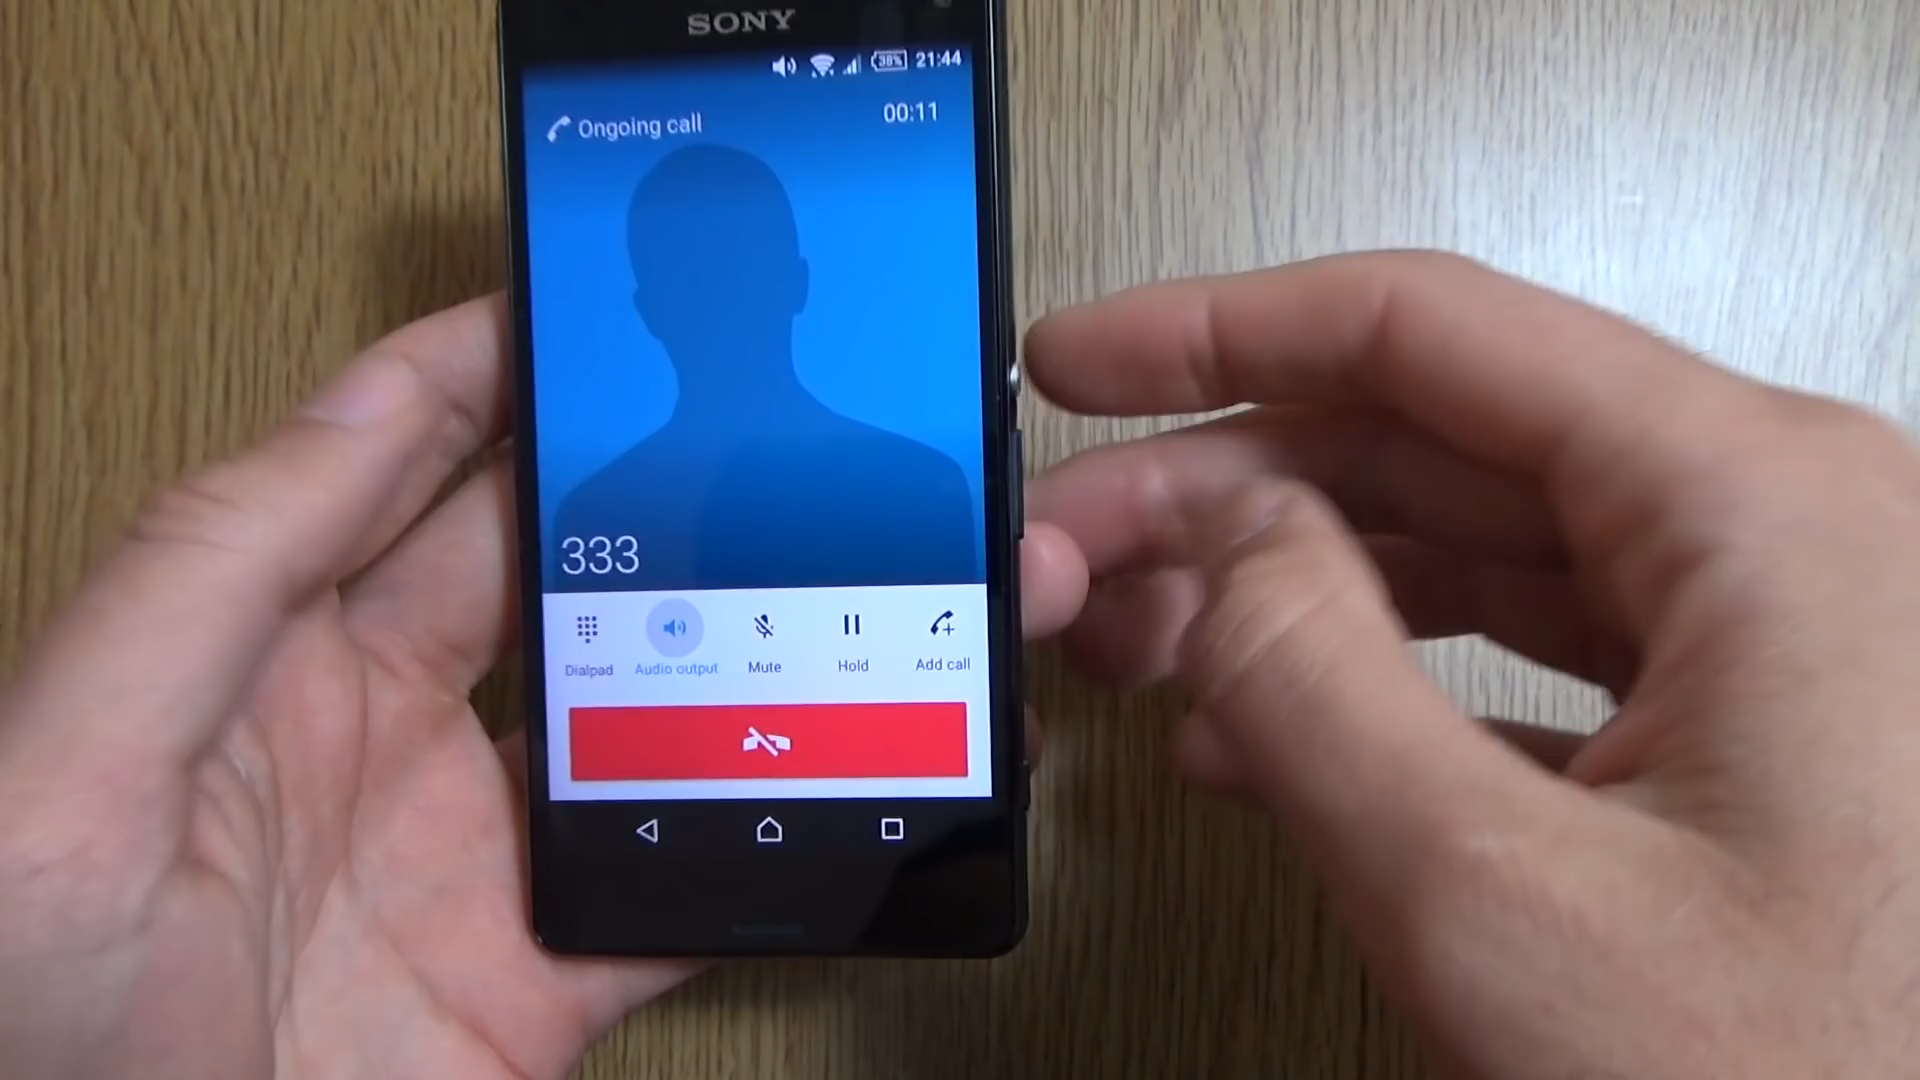 SONY
38% 21:44
Ongoing call 00:11
333
Dialpad Audio output Mute Hold Add call